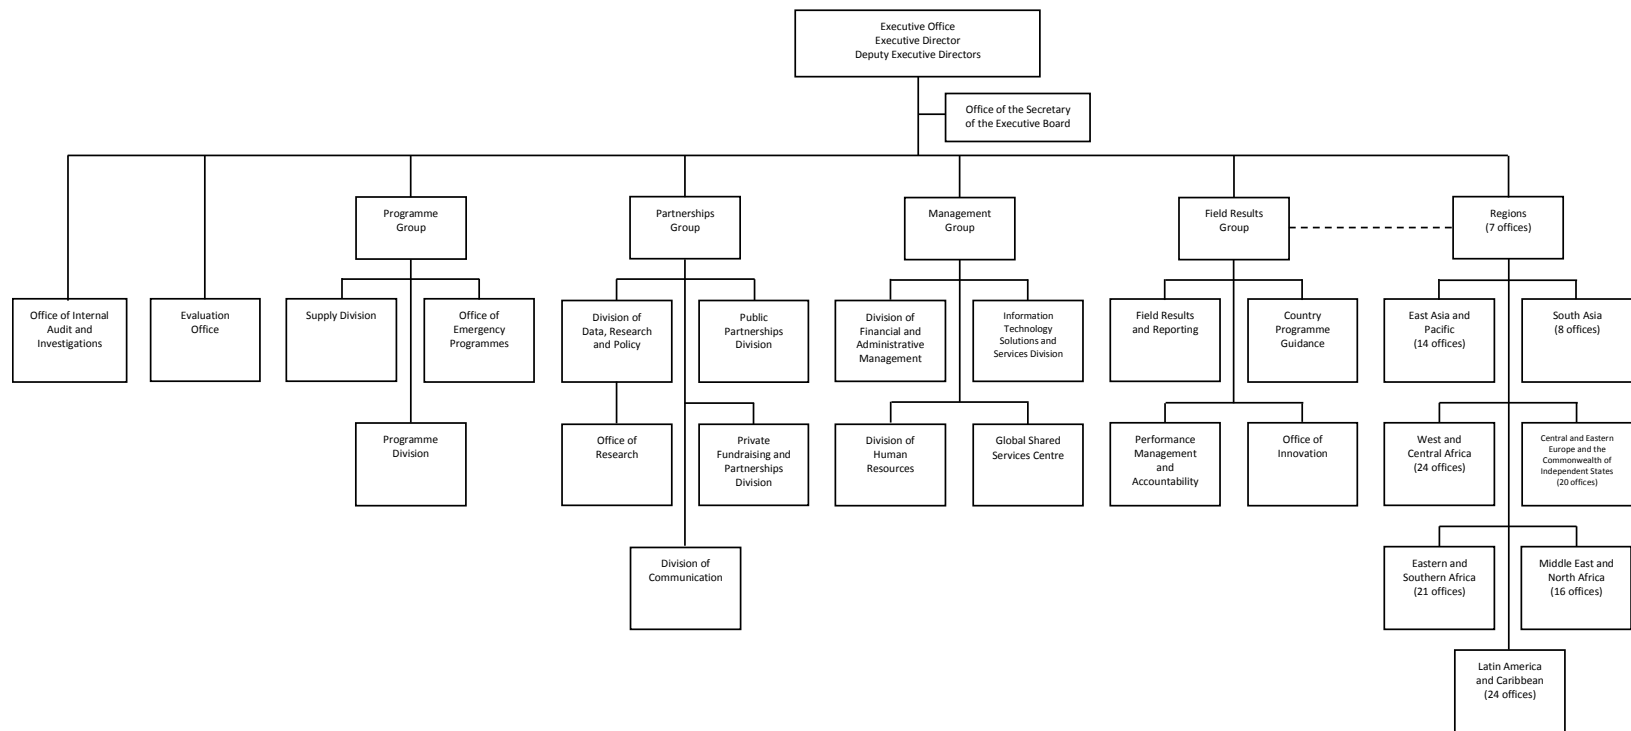 Executive Office
Executive Director
Deputy Executive Directors
Office of the Secretary
of the Executive Board
Programme
Group
Partnerships
Group
Management
Group
Field Results
Group
Regions
(7 offices)
Office of Internal
Audit and
Investigations
Evaluation
Office
Supply Division
Office of
Emergency
Programmes
Division of
Data, Research
and Policy
Public
Partnerships
Division
Division of
Financial and
Administrative
Management
Information
Technology
Solutions and
Services Division
Field Results
and Reporting
Country
Programme
Guidance
East Asia and
Pacific
(14 offices)
South Asia
(8 offices)
Programme
Division
Office of
Research
Private
Fundraising and
Partnerships
Division
Division of
Human
Resources
Global Shared
Services Centre
Performance
Management
and
Accountability
Office of
Innovation
West and
Central Africa
(24 offices)
Central and Eastern
Europe and the
Commonwealth of
Independent States
(20 offices)
Division of
Communication
Eastern and
Southern Africa
(21 offices)
Middle East and
North Africa
(16 offices)
Latin America
and Caribbean
(24 offices)